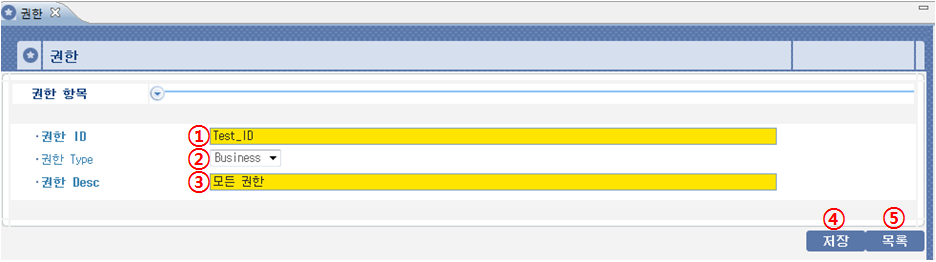 권한
권한
권한 항목
·권한 ID ① Test_ID
·권한 Type ② Business
·권한 Desc ③ 모든 권한
④ ⑤
저장 목록